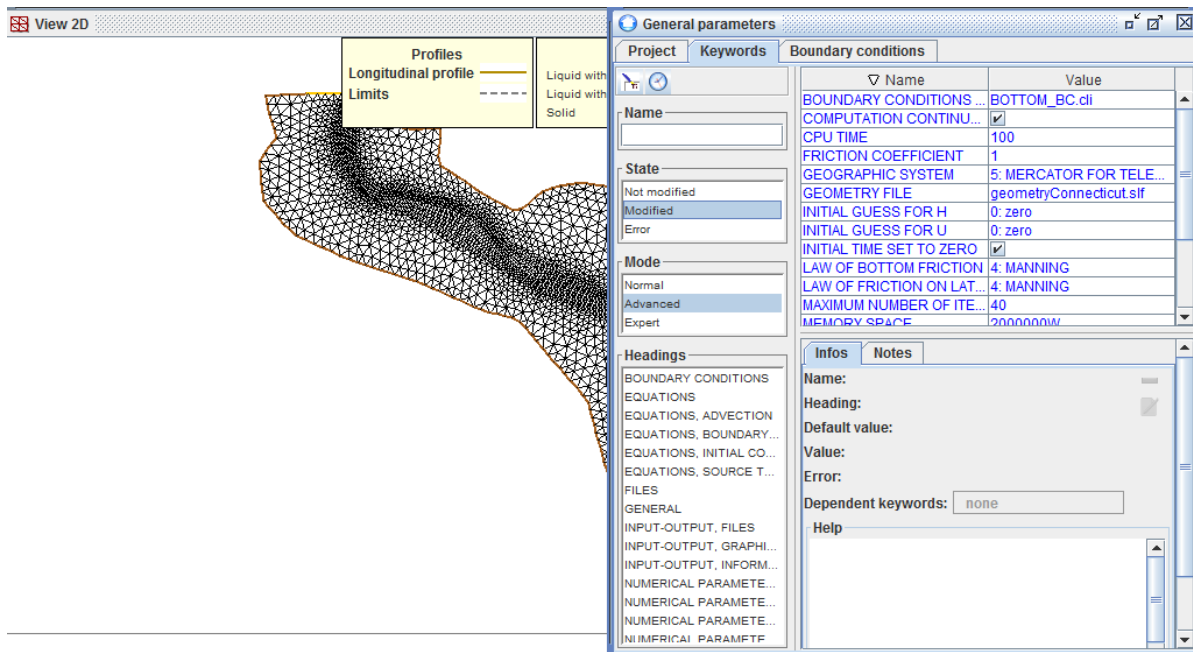 View 2D
Profiles
Longitudinal profile
Limits
Liquid with
Liquid with
Solid
General parameters
Project
Keywords
Boundary conditions
Name
State
Not modified
Modified
Error
Mode
Normal
Advanced
Expert
Headings
BOUNDARY CONDITIONS
EQUATIONS
EQUATIONS, ADVECTION
EQUATIONS, BOUNDARY...
EQUATIONS, INITIAL CO...
EQUATIONS, SOURCE T...
FILES
GENERAL
INPUT-OUTPUT, FILES
INPUT-OUTPUT, GRAPHI...
INPUT-OUTPUT, INFORM...
NUMERICAL PARAMETE...
NUMERICAL PARAMETE...
NUMERICAL PARAMETE...
NUMERICAL PARAMETE
Name Value
BOUNDARY CONDITIONS ... BOTTOM_BC.cli
COMPUTATION CONTINU...
CPU TIME 100
FRICTION COEFFICIENT 1
GEOGRAPHIC SYSTEM 5: MERCATOR FOR TELE...
GEOMETRY FILE geometryConnecticut.slf
INITIAL GUESS FOR H 0: zero
INITIAL GUESS FOR U 0: zero
INITIAL TIME SET TO ZERO
LAW OF BOTTOM FRICTION 4: MANNING
LAW OF FRICTION ON LAT... 4: MANNING
MAXIMUM NUMBER OF ITE... 40
MEMORY SPACE 2000000W
Infos
Notes
Name:
Heading:
Default value:
Value:
Error:
Dependent keywords: none
Help